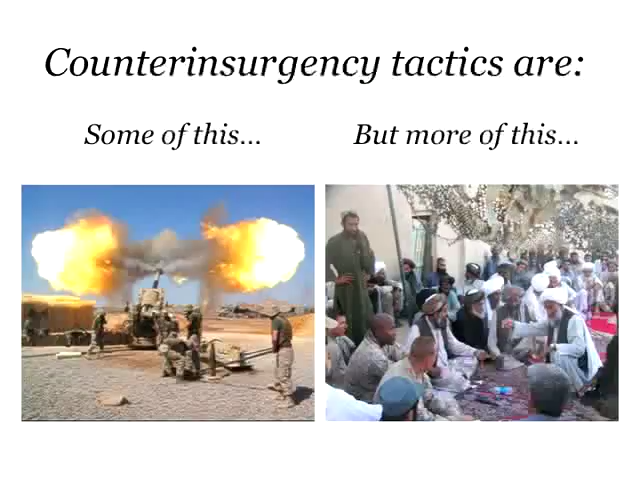 Counterinsurgency tactics are:
Some of this...
But more of this...